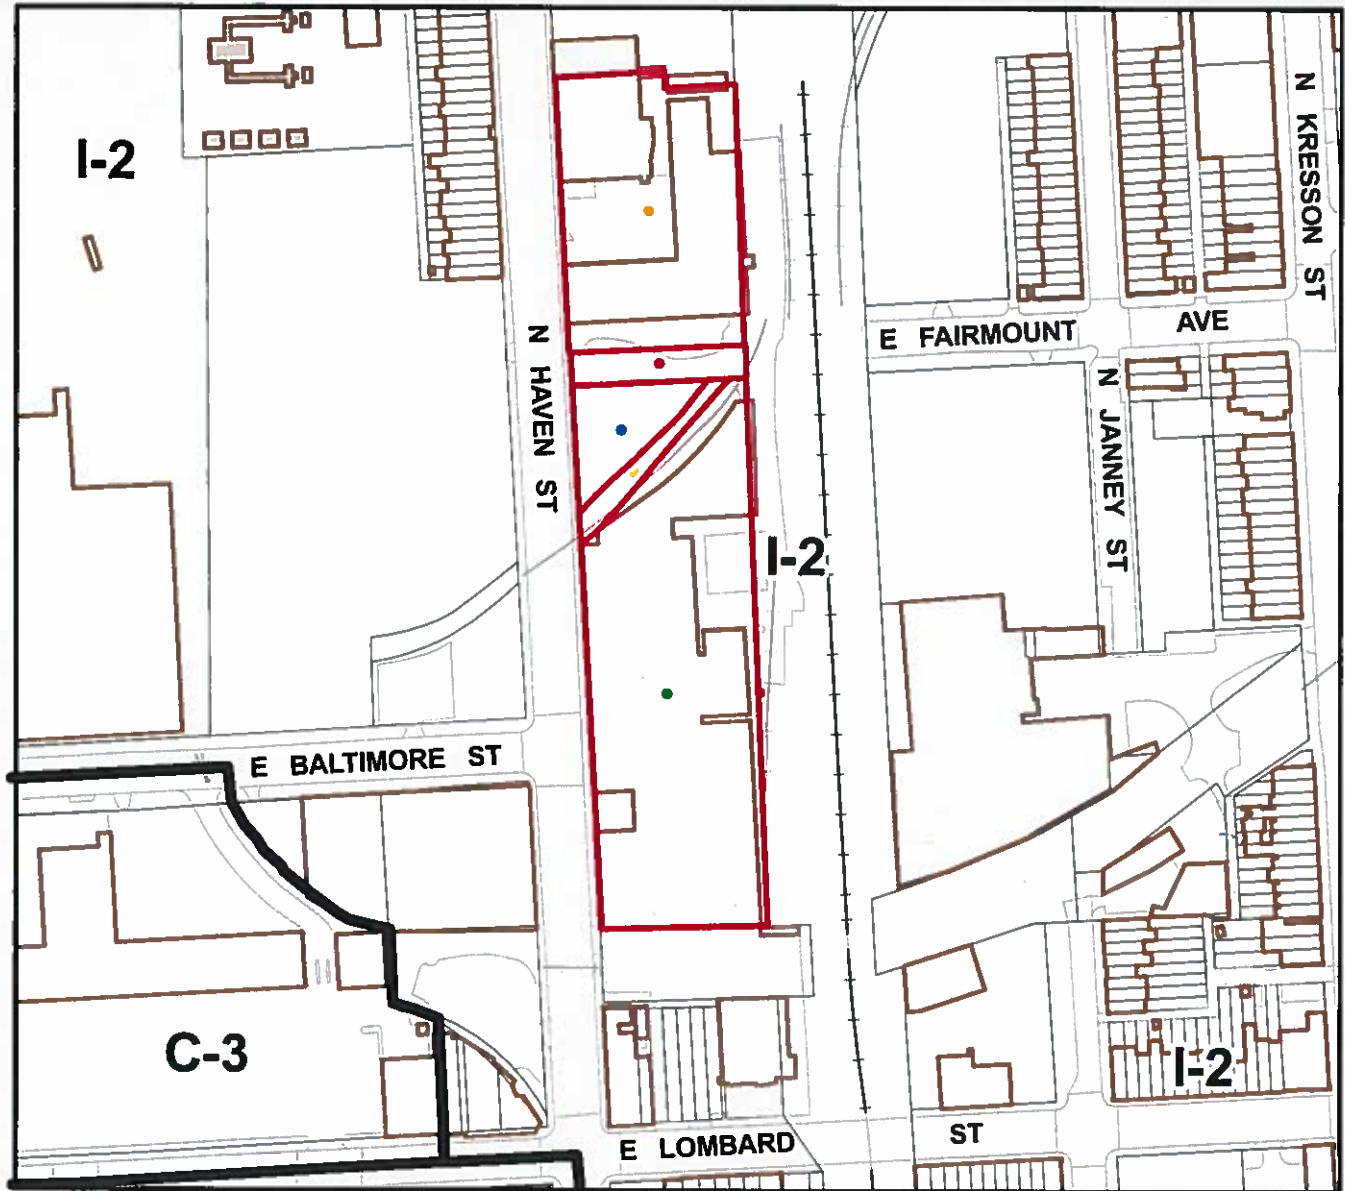 I-2
N KRESSON ST
E FAIRMOUNT AVE
N HAVEN ST
N JANNEY ST
I-2
E BALTIMORE ST
C-3
I-2
E LOMBARD ST